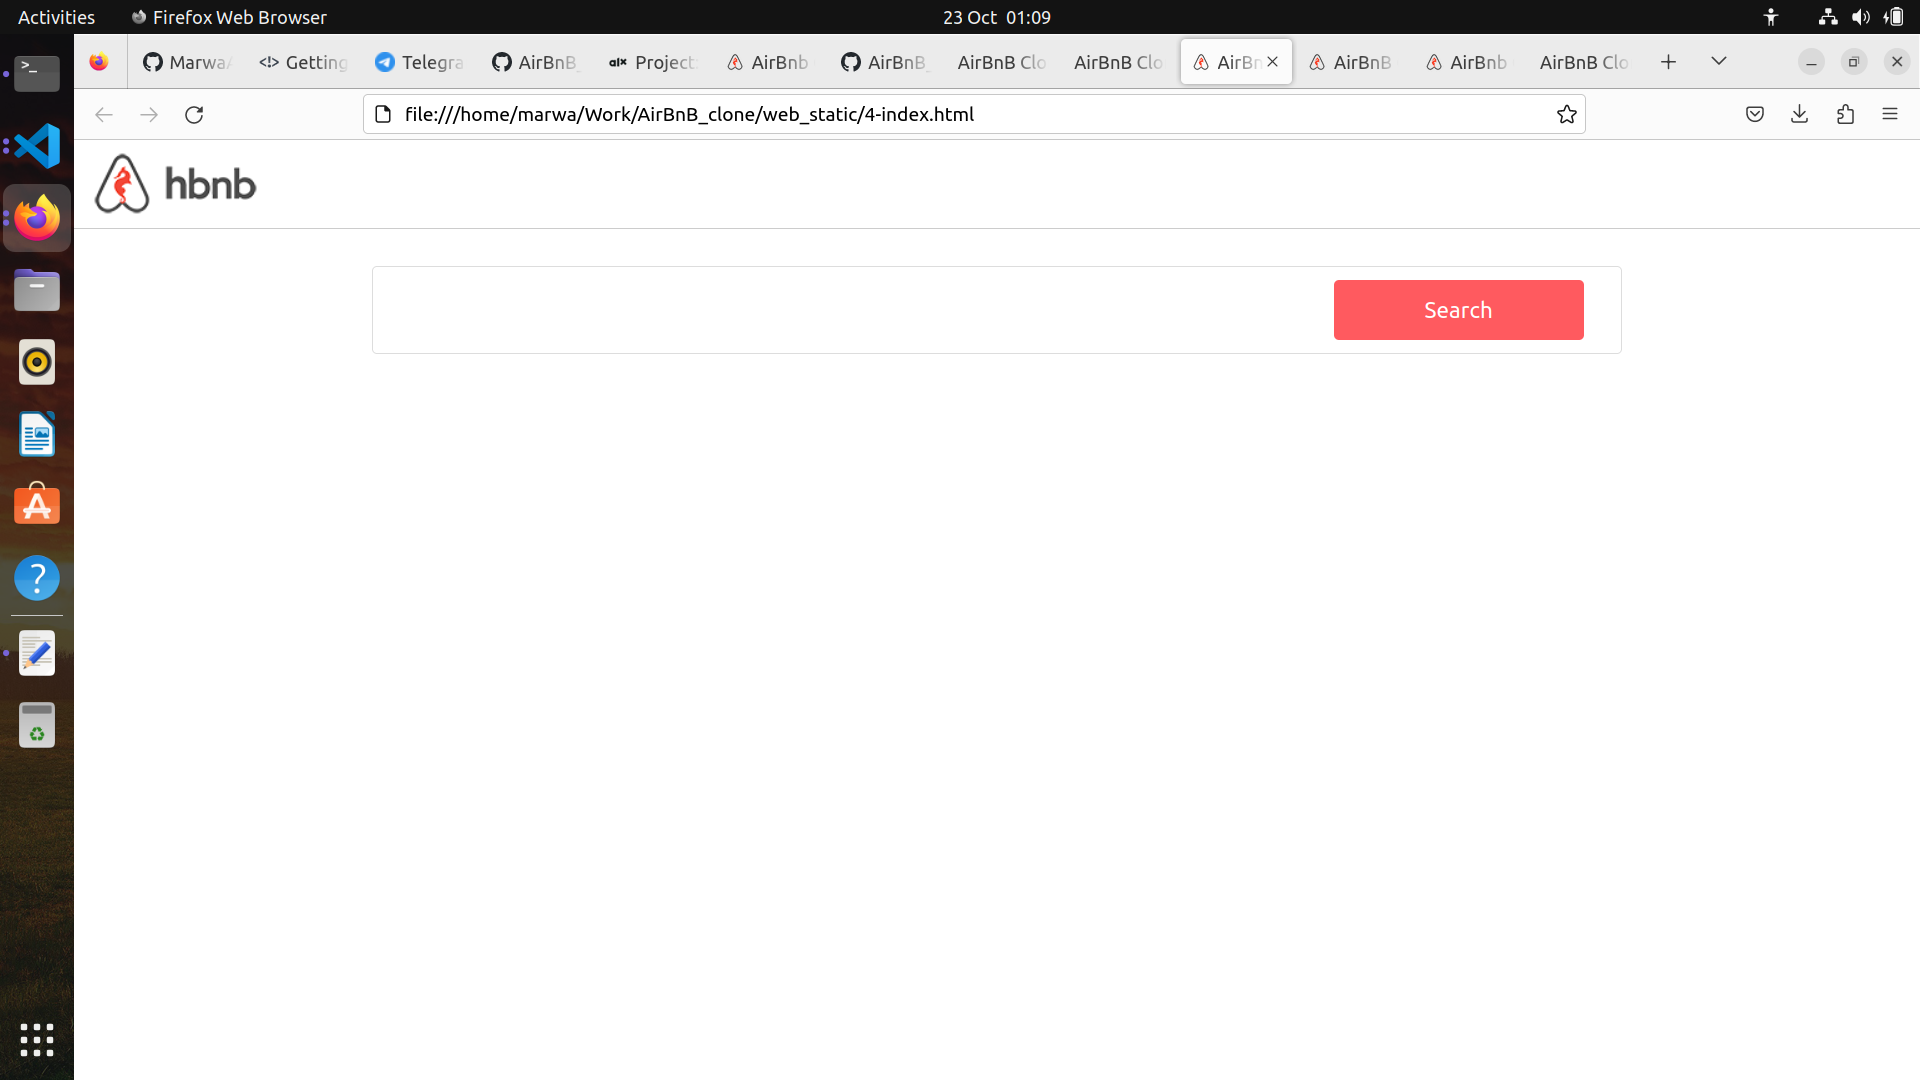 Activities Firefox Web Browser 23 Oct 01:09
Marwa Getting Telegra AirBnB_ alx Project AirBnb AirBnB_ AirBnB Clo AirBnB Clo AirBn AirBnB AirBnb AirBnB Clo
file:///home/marwa/Work/AirBnB_clone/web_static/4-index.html
hbnb
Search